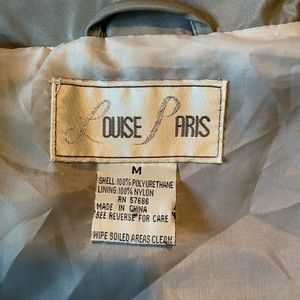 LOUISE PARIS
M
SHELL:100% POLYURETHANE
LINING:100% NYLON
RN 57686
MADE IN CHINA
SEE REVERSE FOR CARE
WIPE SOILED AREAS CLEAN